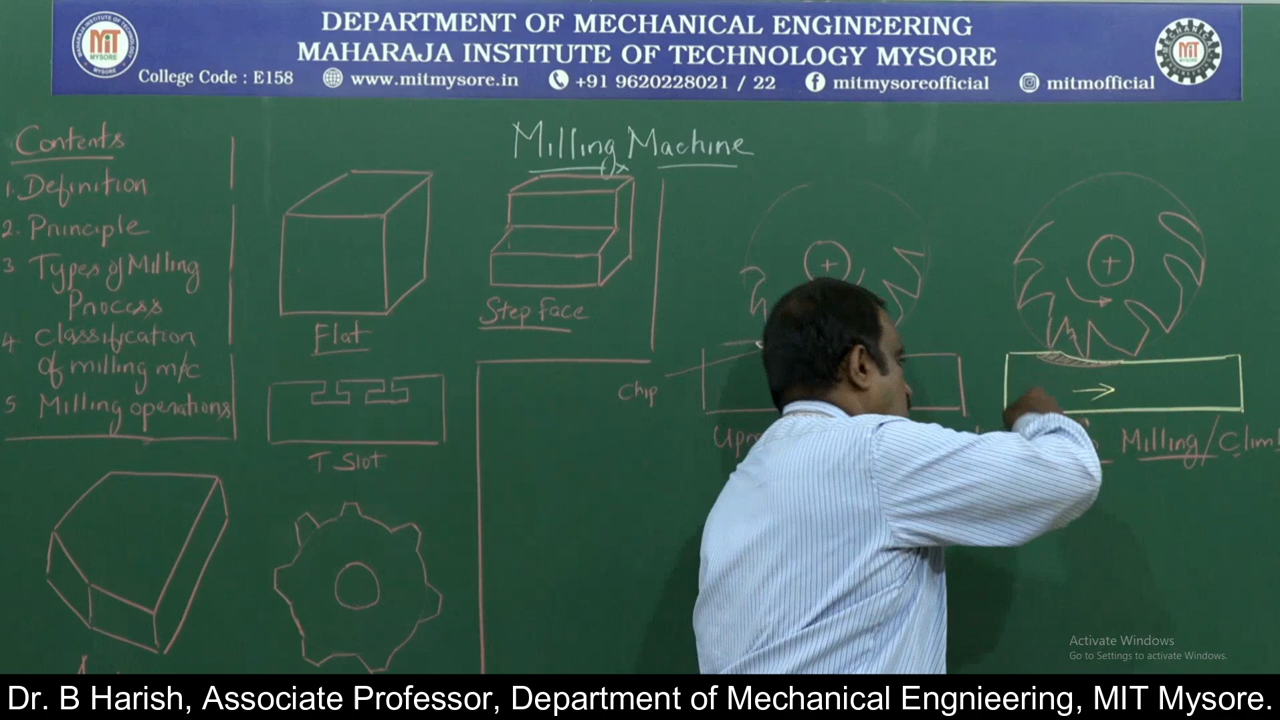 DEPARTMENT OF MECHANICAL ENGINEERING
MAHARAJA INSTITUTE OF TECHNOLOGY MYSORE
College Code : E158 www.mitmysore.in +91 9620228021 / 22 mitmysoreofficial mitmofficial
MIT
MYSORE
MIT
Milling Machine
Contents
1. Definition
2. Principle
3 Types of Milling
Process
4 Classification
of milling m/c
5 Milling operations
Flat
Step face
T Slot
Chip
Milling/Clim
Activate Windows
Go to Settings to activate Windows.
Dr. B Harish, Associate Professor, Department of Mechanical Engnieering, MIT Mysore.